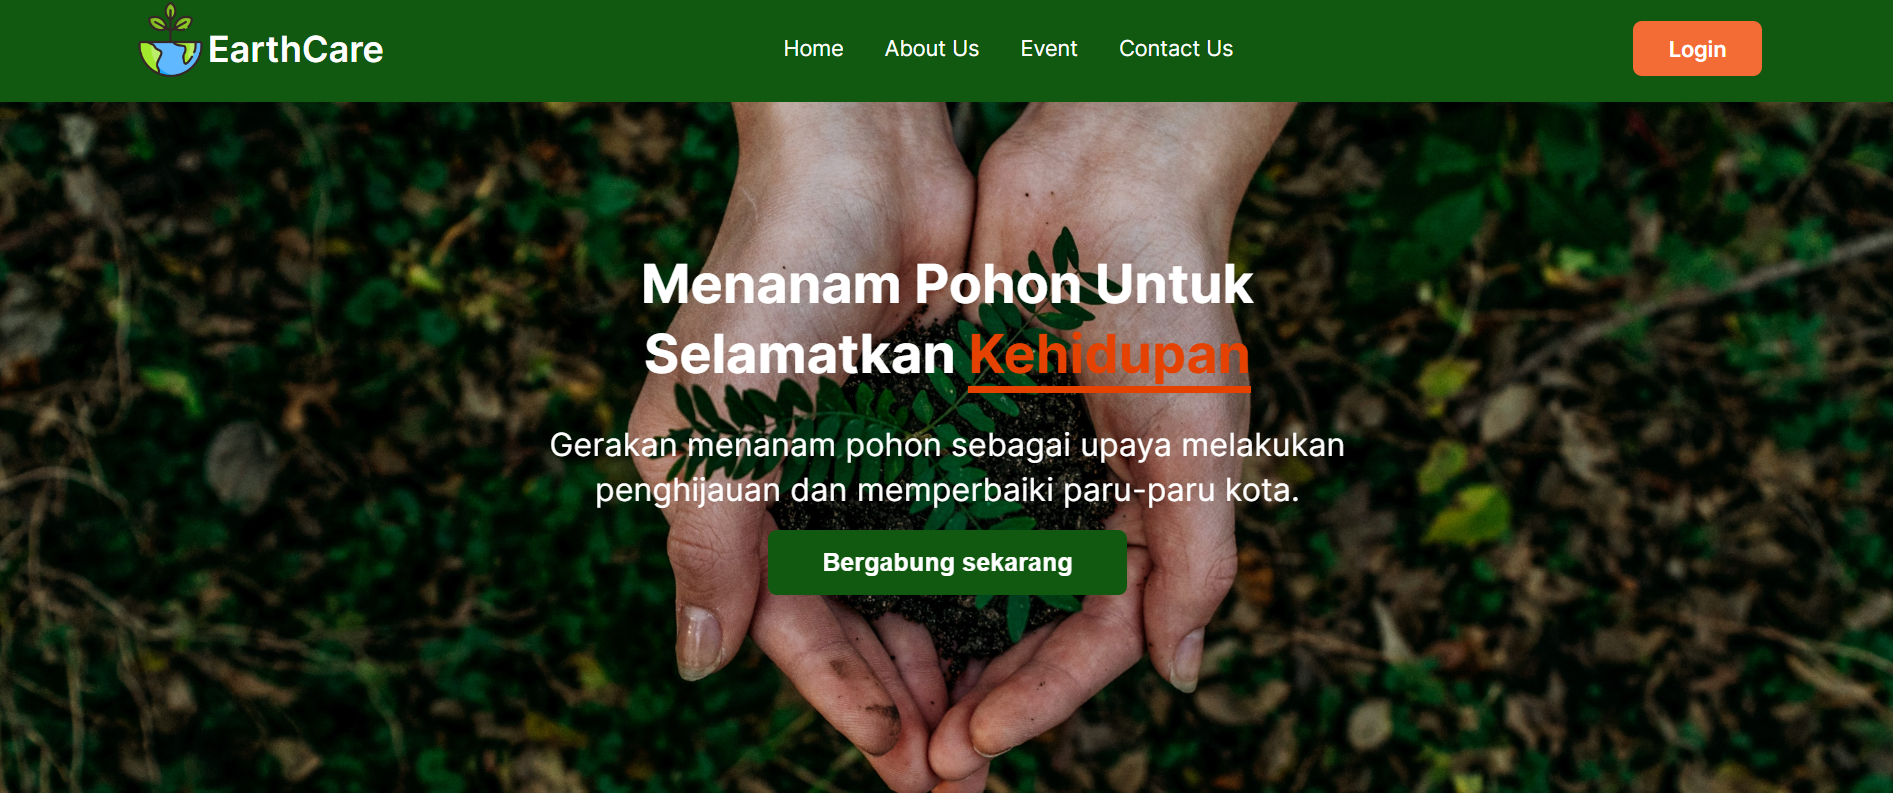 EarthCare
Home
About Us
Event
Contact Us
Login
Menanam Pohon Untuk
Selamatkan Kehidupan
Gerakan menanam pohon sebagai upaya melakukan
penghijauan dan memperbaiki paru-paru kota.
Bergabung sekarang